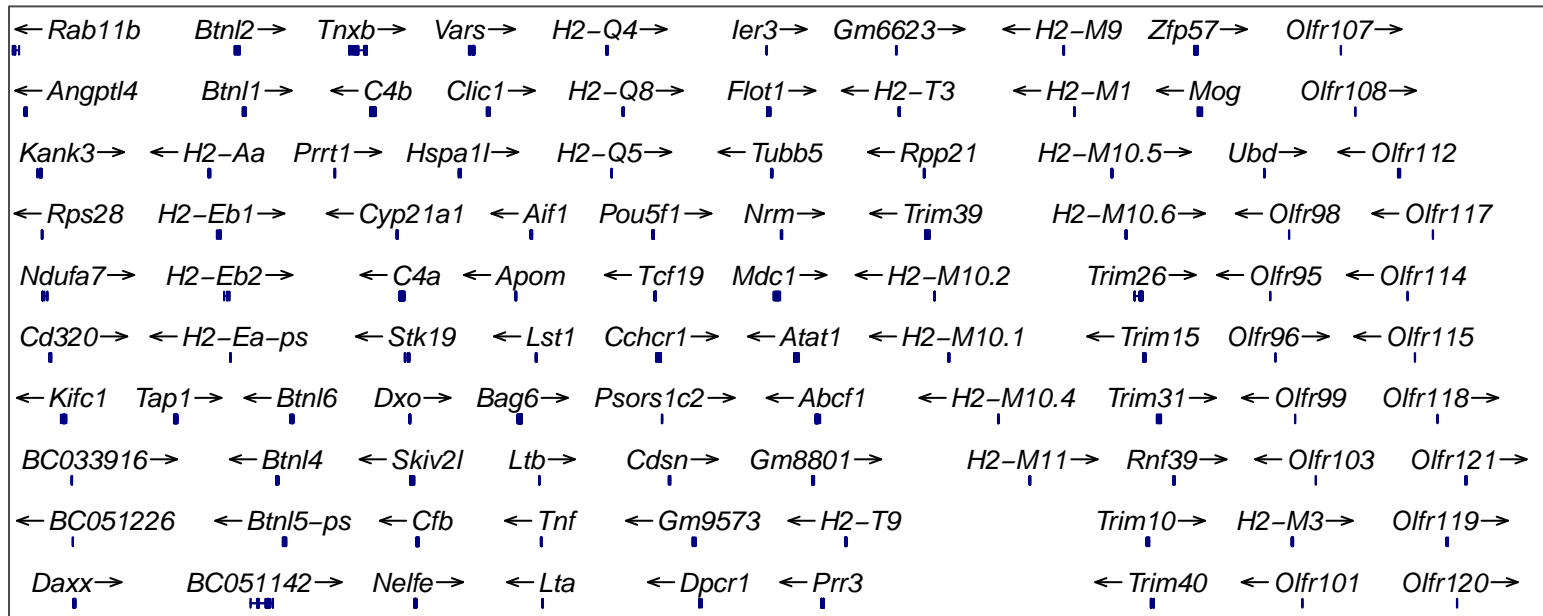 ←Rab11b Btnl2→ Tnxb→ Vars→ H2−Q4→ Ier3→ Gm6623→ ←H2−M9 Zfp57→ Olfr107→
←Angptl4 Btnl1→ ←C4b Clic1→ H2−Q8→ Flot1→ ←H2−T3 ←H2−M1 ←Mog Olfr108→
Kank3→ ←H2−Aa Prrt1→ Hspa1l→ H2−Q5→ ←Tubb5 ←Rpp21 H2−M10.5→ Ubd→ ←Olfr112
←Rps28 H2−Eb1→ ←Cyp21a1 ←Aif1 Pou5f1→ Nrm→ ←Trim39 H2−M10.6→ ←Olfr98 ←Olfr117
Ndufa7→ H2−Eb2→ ←C4a ←Apom ←Tcf19 Mdc1→ ←H2−M10.2 Trim26→ ←Olfr95 ←Olfr114
Cd320→ ←H2−Ea−ps ←Stk19 ←Lst1 Cchcr1→ ←Atat1 ←H2−M10.1 ←Trim15 Olfr96→ ←Olfr115
←Kifc1 Tap1→ ←Btnl6 Dxo→ Bag6→ Psors1c2→ ←Abcf1 ←H2−M10.4 Trim31→ ←Olfr99 Olfr118→
BC033916→ ←Btnl4 ←Skiv2l Ltb→ Cdsn→ Gm8801→ H2−M11→ Rnf39→ ←Olfr103 Olfr121→
←BC051226 ←Btnl5−ps ←Cfb ←Tnf ←Gm9573 ←H2−T9 Trim10→ H2−M3→ Olfr119→
Daxx→ BC051142→ Nelfe→ ←Lta ←Dpcr1 ←Prr3 ←Trim40 ←Olfr101 Olfr120→